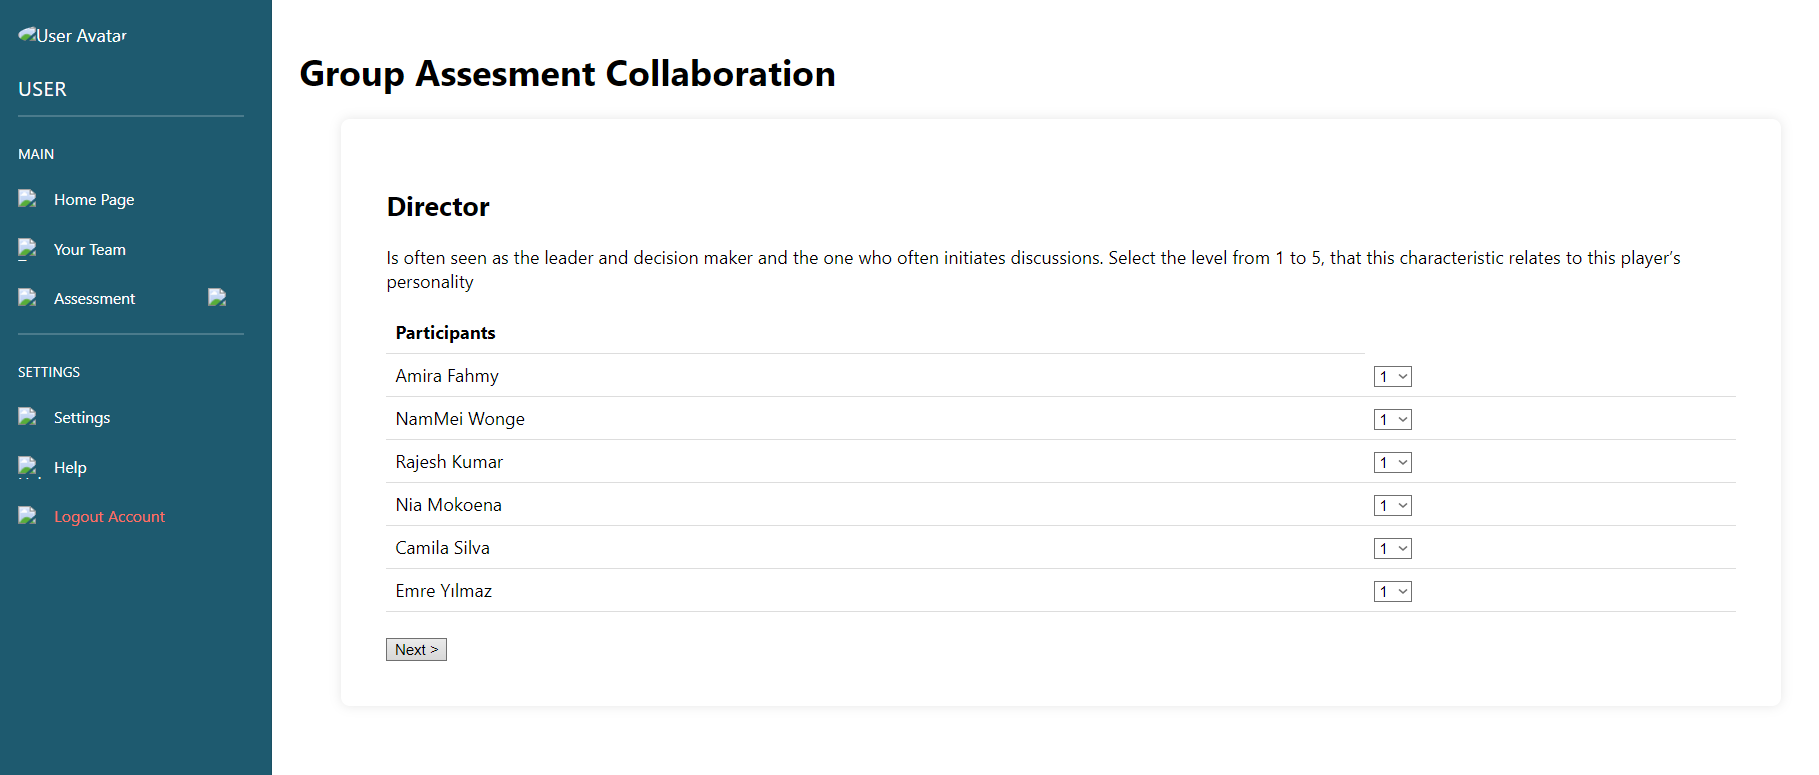 User Avatar
USER
MAIN
Home Page
Your Team
Assessment
SETTINGS
Settings
Help
Logout Account
Group Assesment Collaboration
Director
Is often seen as the leader and decision maker and the one who often initiates discussions. Select the level from 1 to 5, that this characteristic relates to this player’s
personality
Participants
Amira Fahmy 1
NamMei Wonge 1
Rajesh Kumar 1
Nia Mokoena 1
Camila Silva 1
Emre Yılmaz 1
Next >